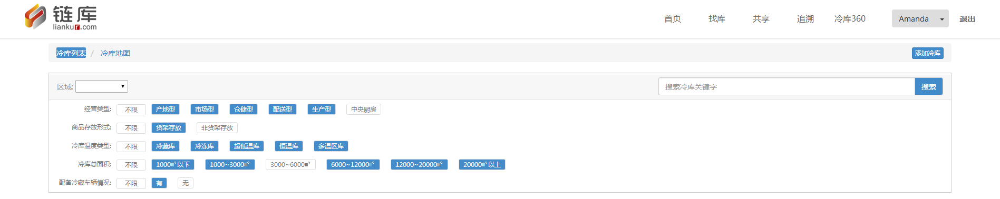 链库
liankur.com
首页 找库 共享 追溯 冷库360 Amanda 退出
冷库列表 / 冷库地图 添加冷库
区域: 搜索冷库关键字 搜索
经营类型: 不限 产地型 市场型 仓储型 配送型 生产型 中央厨房
商品存放形式: 不限 货架存放 非货架存放
冷库温度类型: 不限 冷藏库 冷冻库 超低温库 恒温库 多温区库
冷库总面积: 不限 1000㎡以下 1000~3000㎡ 3000~6000㎡ 6000~12000㎡ 12000~20000㎡ 20000㎡以上
配备冷藏车辆情况: 不限 有 无